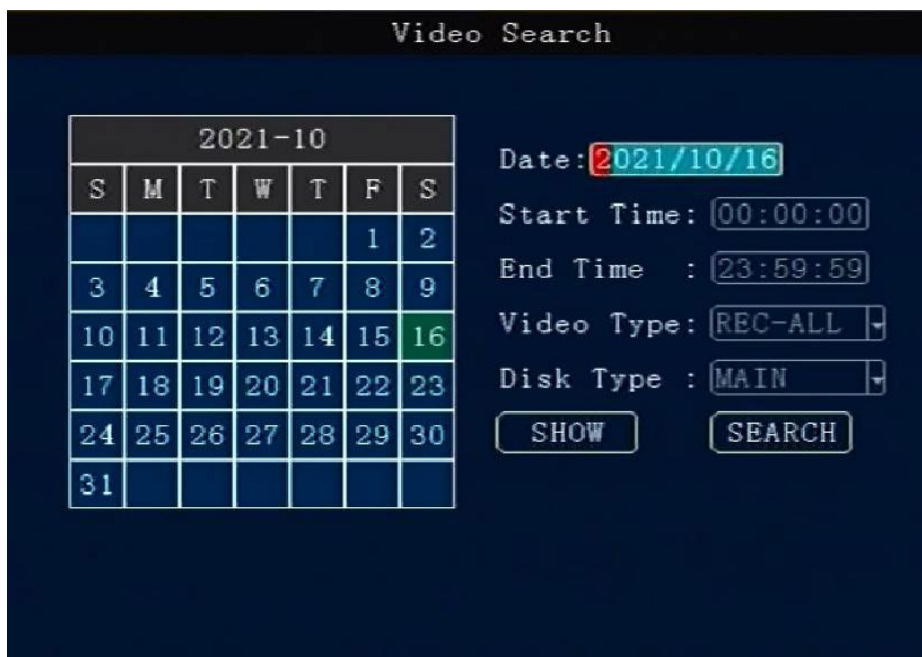 Video Search
2021-10
S M T W T F S
1 2
3 4 5 6 7 8 9
10 11 12 13 14 15 16
17 18 19 20 21 22 23
24 25 26 27 28 29 30
31
Date:2021/10/16
Start Time:00:00:00
End Time :23:59:59
Video Type:REC-ALL
Disk Type :MAIN
SHOW SEARCH